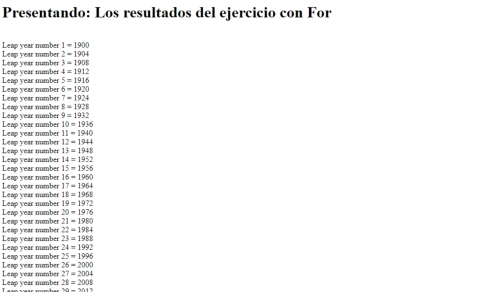 Presentando: Los resultados del ejercicio con For
Leap year number 1 = 1900
Leap year number 2 = 1904
Leap year number 3 = 1908
Leap year number 4 = 1912
Leap year number 5 = 1916
Leap year number 6 = 1920
Leap year number 7 = 1924
Leap year number 8 = 1928
Leap year number 9 = 1932
Leap year number 10 = 1936
Leap year number 11 = 1940
Leap year number 12 = 1944
Leap year number 13 = 1948
Leap year number 14 = 1952
Leap year number 15 = 1956
Leap year number 16 = 1960
Leap year number 17 = 1964
Leap year number 18 = 1968
Leap year number 19 = 1972
Leap year number 20 = 1976
Leap year number 21 = 1980
Leap year number 22 = 1984
Leap year number 23 = 1988
Leap year number 24 = 1992
Leap year number 25 = 1996
Leap year number 26 = 2000
Leap year number 27 = 2004
Leap year number 28 = 2008
Leap year number 29 = 2012